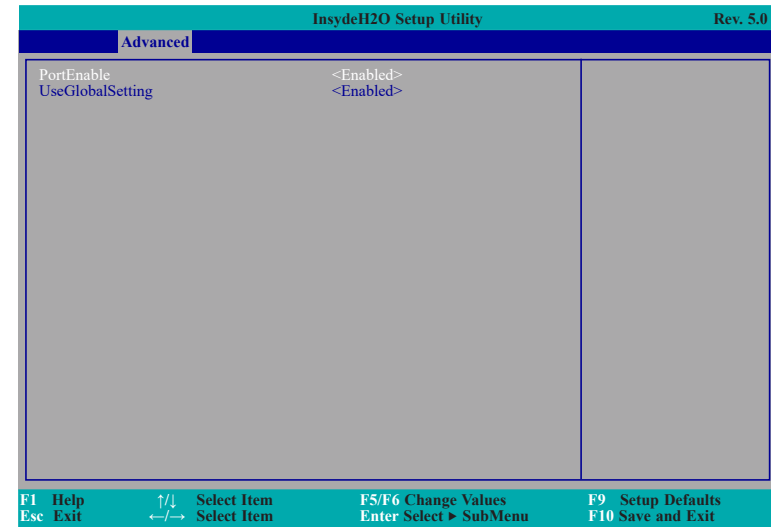 InsydeH2O Setup Utility Rev. 5.0
Advanced
PortEnable <Enabled>
UseGlobalSetting <Enabled>
F1 Help ↑/↓ Select Item F5/F6 Change Values F9 Setup Defaults
Esc Exit ←/→ Select Item Enter Select ► SubMenu F10 Save and Exit